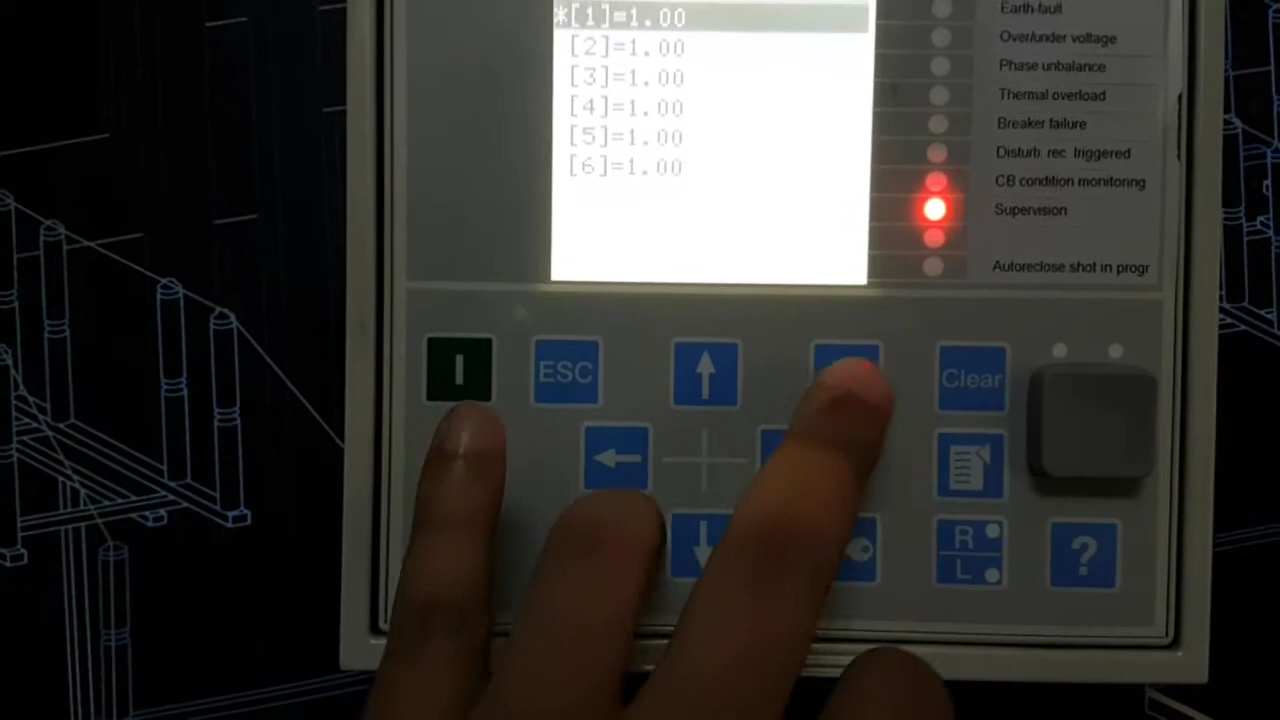 *[1]=1.00
[2]=1.00
[3]=1.00
[4]=1.00
[5]=1.00
[6]=1.00
Earth-fault
Over/under voltage
Phase unbalance
Thermal overload
Breaker failure
Disturb. rec. triggered
CB condition monitoring
Supervision
Autoreclose shot in progr
I
ESC
Clear
R
L
?